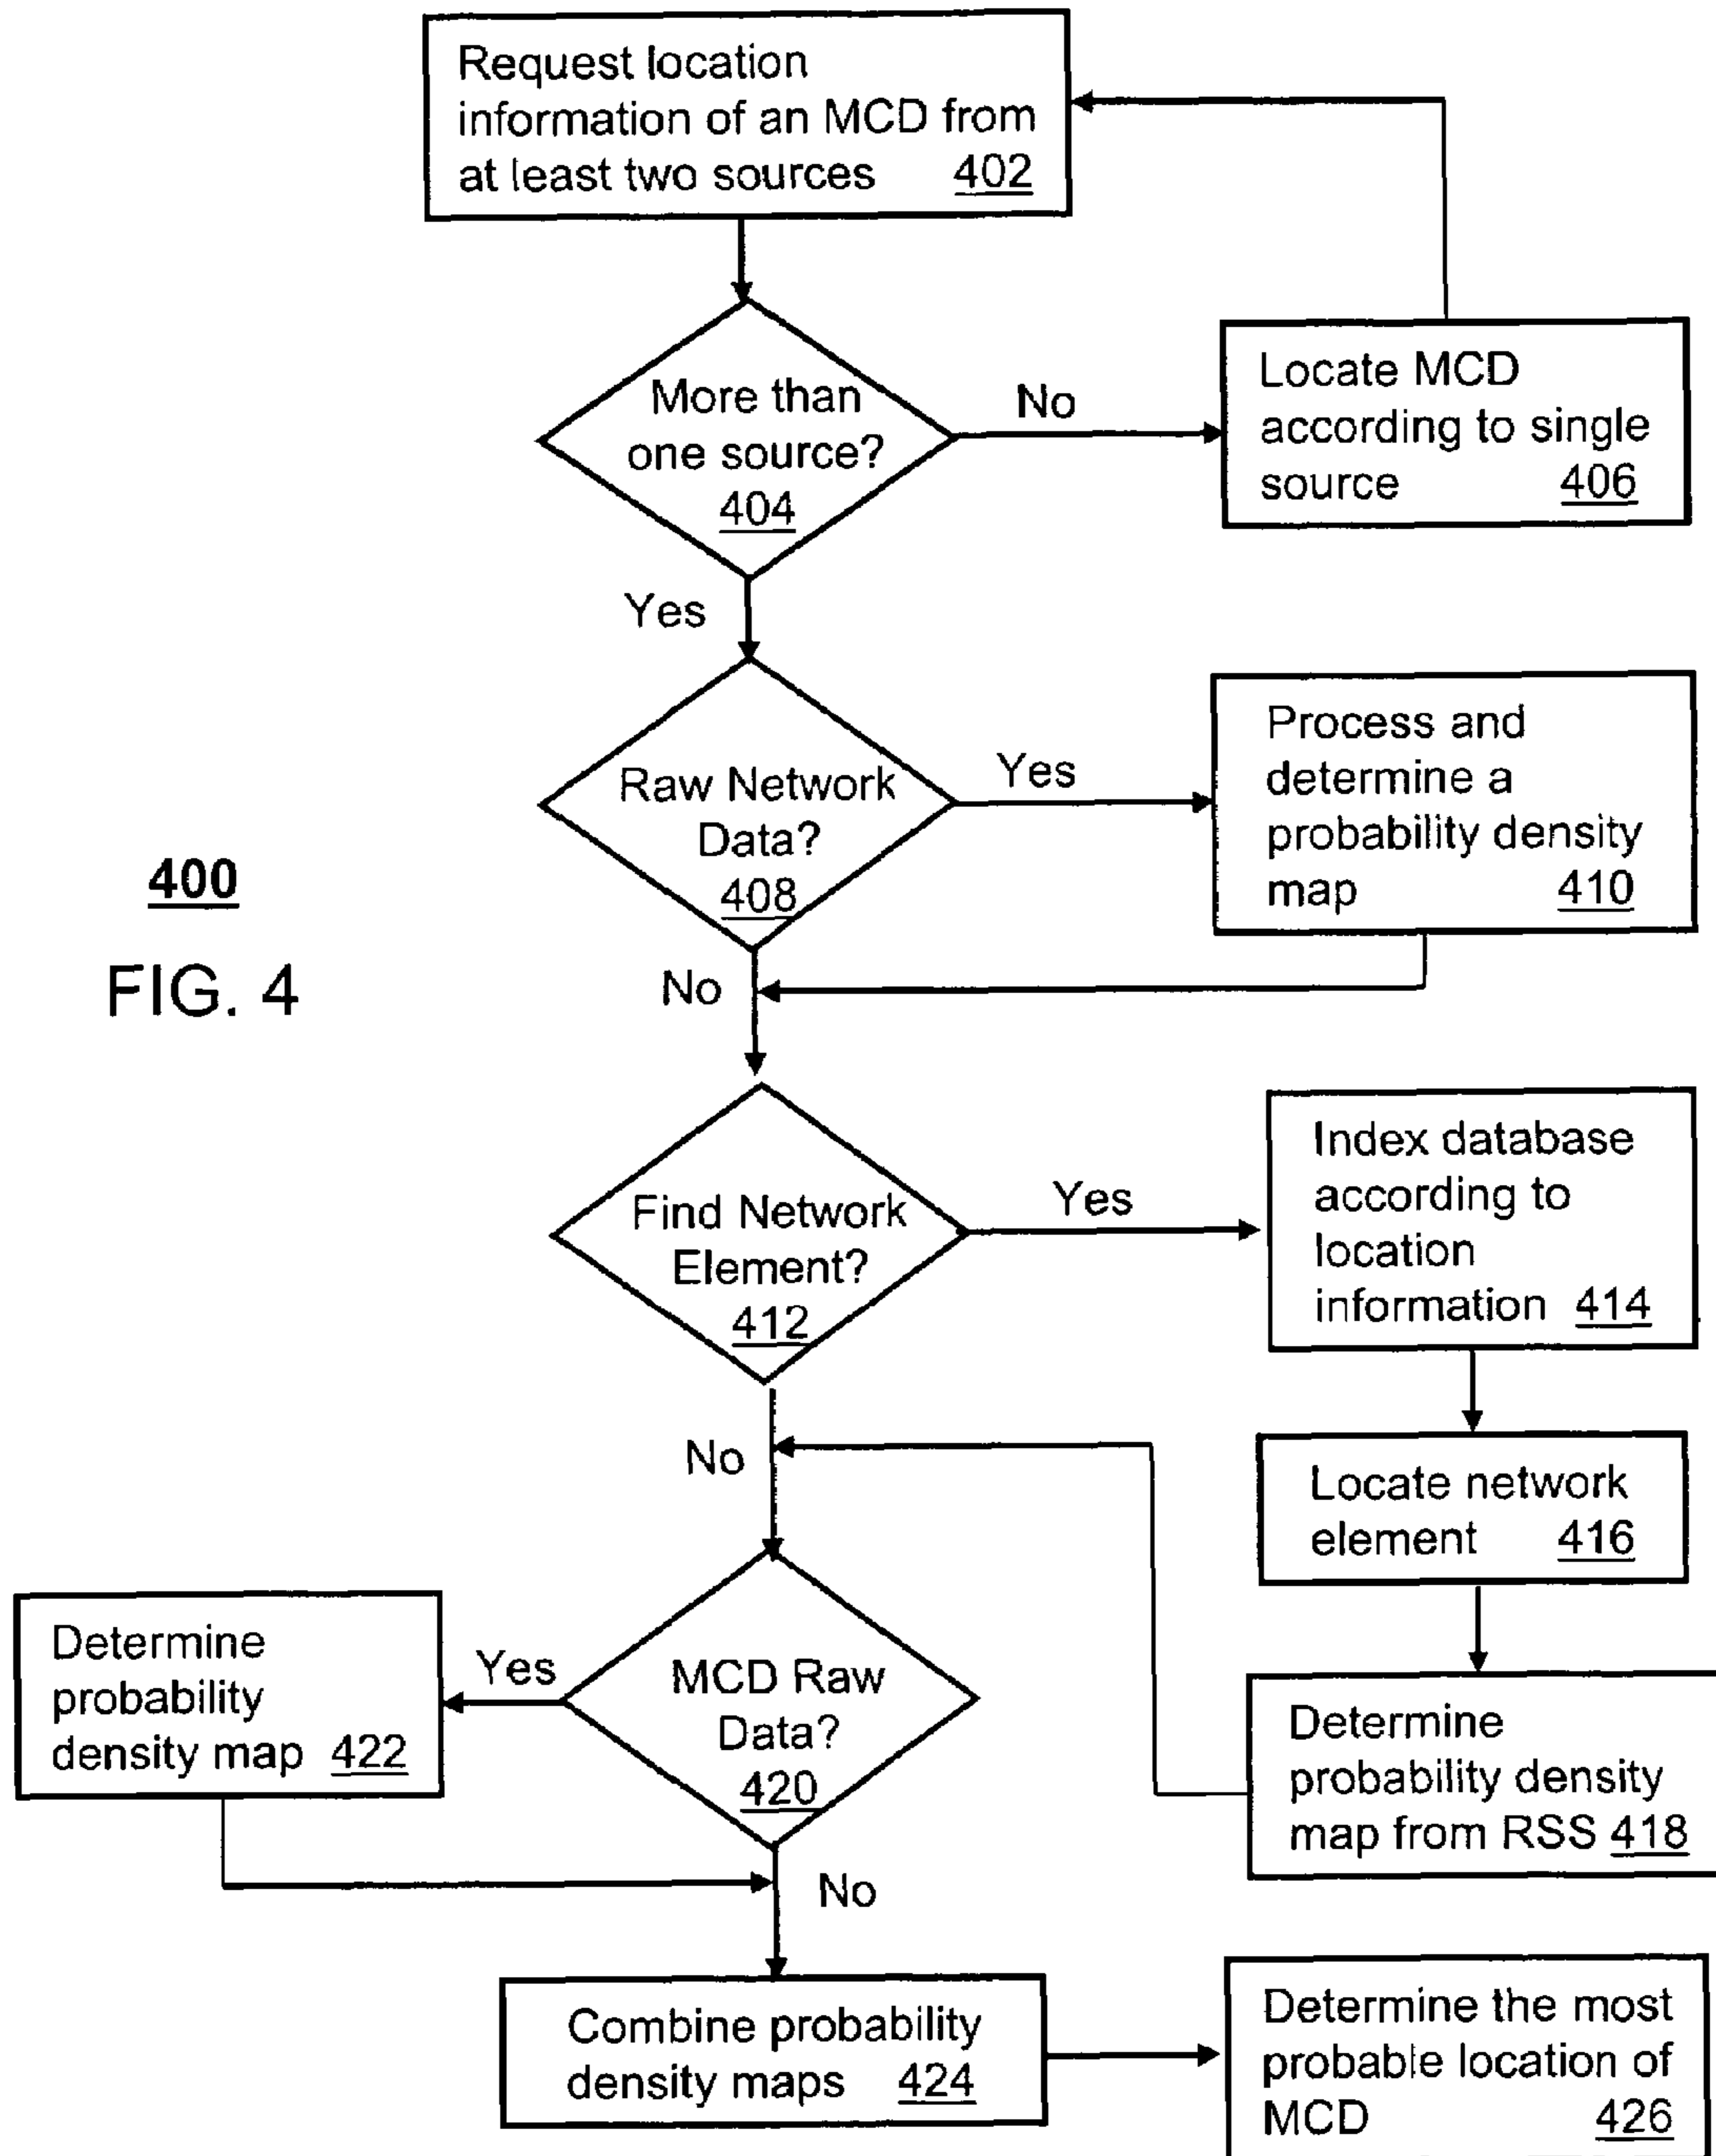 Request location
information of an MCD from
at least two sources 402
More than
one source?
404
No
Locate MCD
according to single
source 406
Yes
Raw Network
Data?
408
Yes
Process and
determine a
probability density
map 410
400
FIG. 4
No
Find Network
Element?
412
Yes
Index database
according to
location
information 414
No
Locate network
element 416
MCD Raw
Data?
420
Yes
Determine
probability
density map 422
Determine
probability density
map from RSS 418
No
Combine probability
density maps 424
Determine the most
probable location of
MCD 426